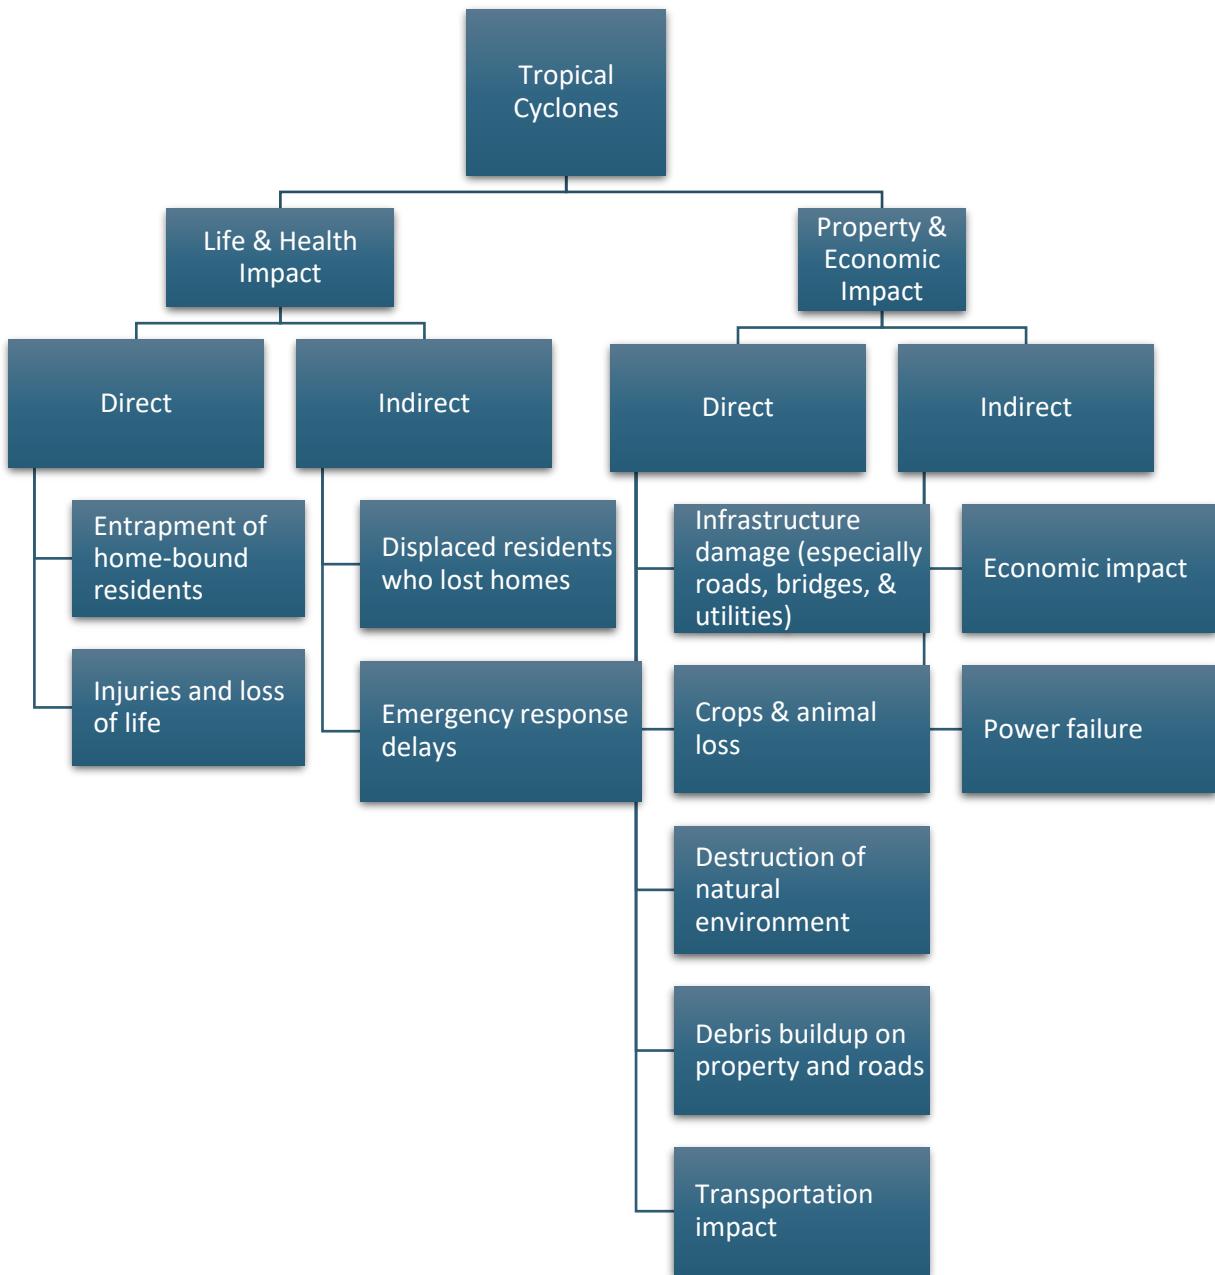 Tropical
Cyclones
Life & Health
Impact
Property &
Economic
Impact
Direct
Indirect
Direct
Indirect
Entrapment of
home-bound
residents
Injuries and loss
of life
Displaced residents
who lost homes
Emergency response
delays
Infrastructure
damage (especially
roads, bridges, &
utilities)
Crops & animal
loss
Destruction of
natural
environment
Debris buildup on
property and roads
Transportation
impact
Economic impact
Power failure